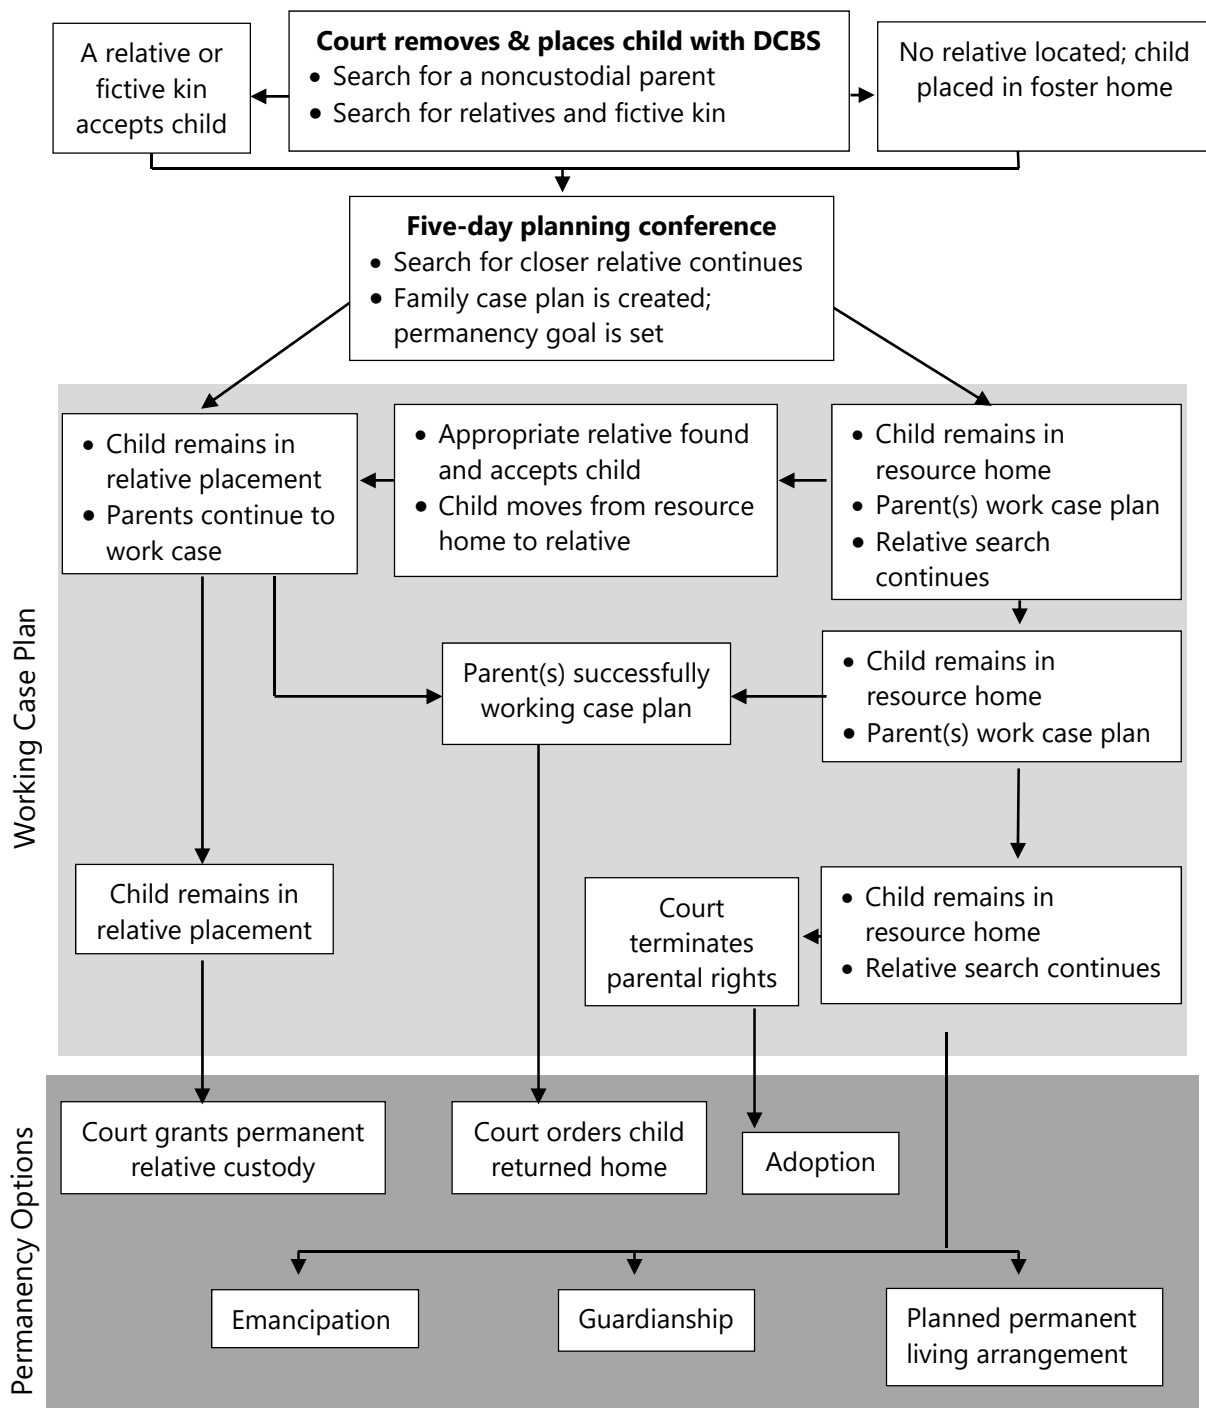 A relative or
fictive kin
accepts child
Court removes & places child with DCBS
• Search for a noncustodial parent
• Search for relatives and fictive kin
No relative located; child
placed in foster home
Five-day planning conference
• Search for closer relative continues
• Family case plan is created;
permanency goal is set
Working Case Plan
• Child remains in
relative placement
• Parents continue to
work case
• Appropriate relative found
and accepts child
• Child moves from resource
home to relative
• Child remains in
resource home
• Parent(s) work case plan
• Relative search
continues
Parent(s) successfully
working case plan
• Child remains in
resource home
• Parent(s) work case plan
Child remains in
relative placement
Court
terminates
parental rights
• Child remains in
resource home
• Relative search continues
Permanency Options
Court grants permanent
relative custody
Court orders child
returned home
Adoption
Emancipation
Guardianship
Planned permanent
living arrangement